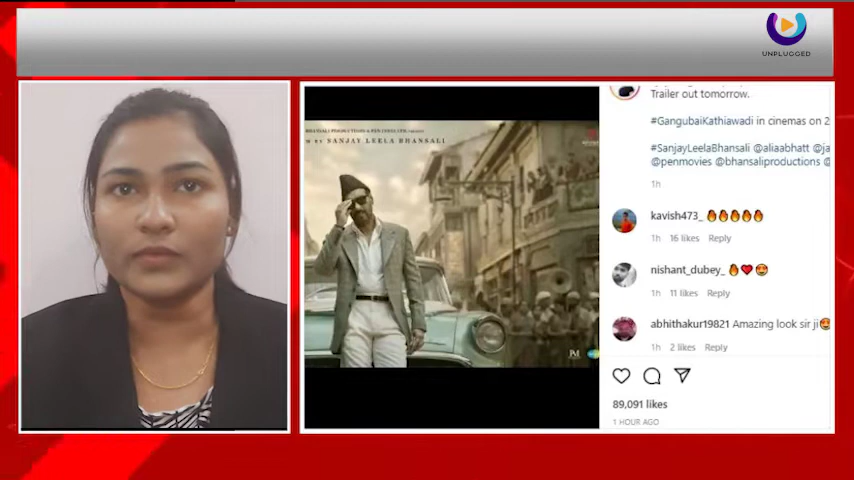 UNPLUGGED
Trailer out tomorrow.
#GangubaiKathiawadi in cinemas on 2
#SanjayLeelaBhansali @aliaabhatt @ja
@penmovies @bhansaliproductions @
1h
SANJAY LEELA BHANSALI
kavish473_ 🔥🔥🔥🔥🔥
1h 16 likes Reply
nishant_dubey_ 🔥❤️😍
1h 11 likes Reply
abhithakur19821 Amazing look sir ji😍
1h 2 likes Reply
89,091 likes
1 HOUR AGO